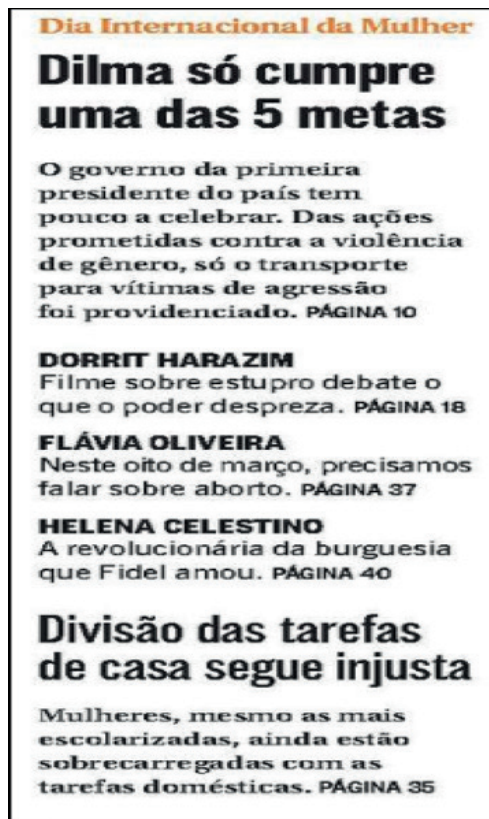 Dia Internacional da Mulher
Dilma só cumpre
uma das 5 metas
O governo da primeira
presidente do país tem
pouco a celebrar. Das ações
prometidas contra a violência
de gênero, só o transporte
para vítimas de agressão
foi providenciado. PÁGINA 10
DORRIT HARAZIM
Filme sobre estupro debate o
que o poder despreza. PÁGINA 18
FLÁVIA OLIVEIRA
Neste oito de março, precisamos
falar sobre aborto. PÁGINA 37
HELENA CELESTINO
A revolucionária da burguesia
que Fidel amou. PÁGINA 40
Divisão das tarefas
de casa segue injusta
Mulheres, mesmo as mais
escolarizadas, ainda estão
sobrecarregadas com as
tarefas domésticas. PÁGINA 35